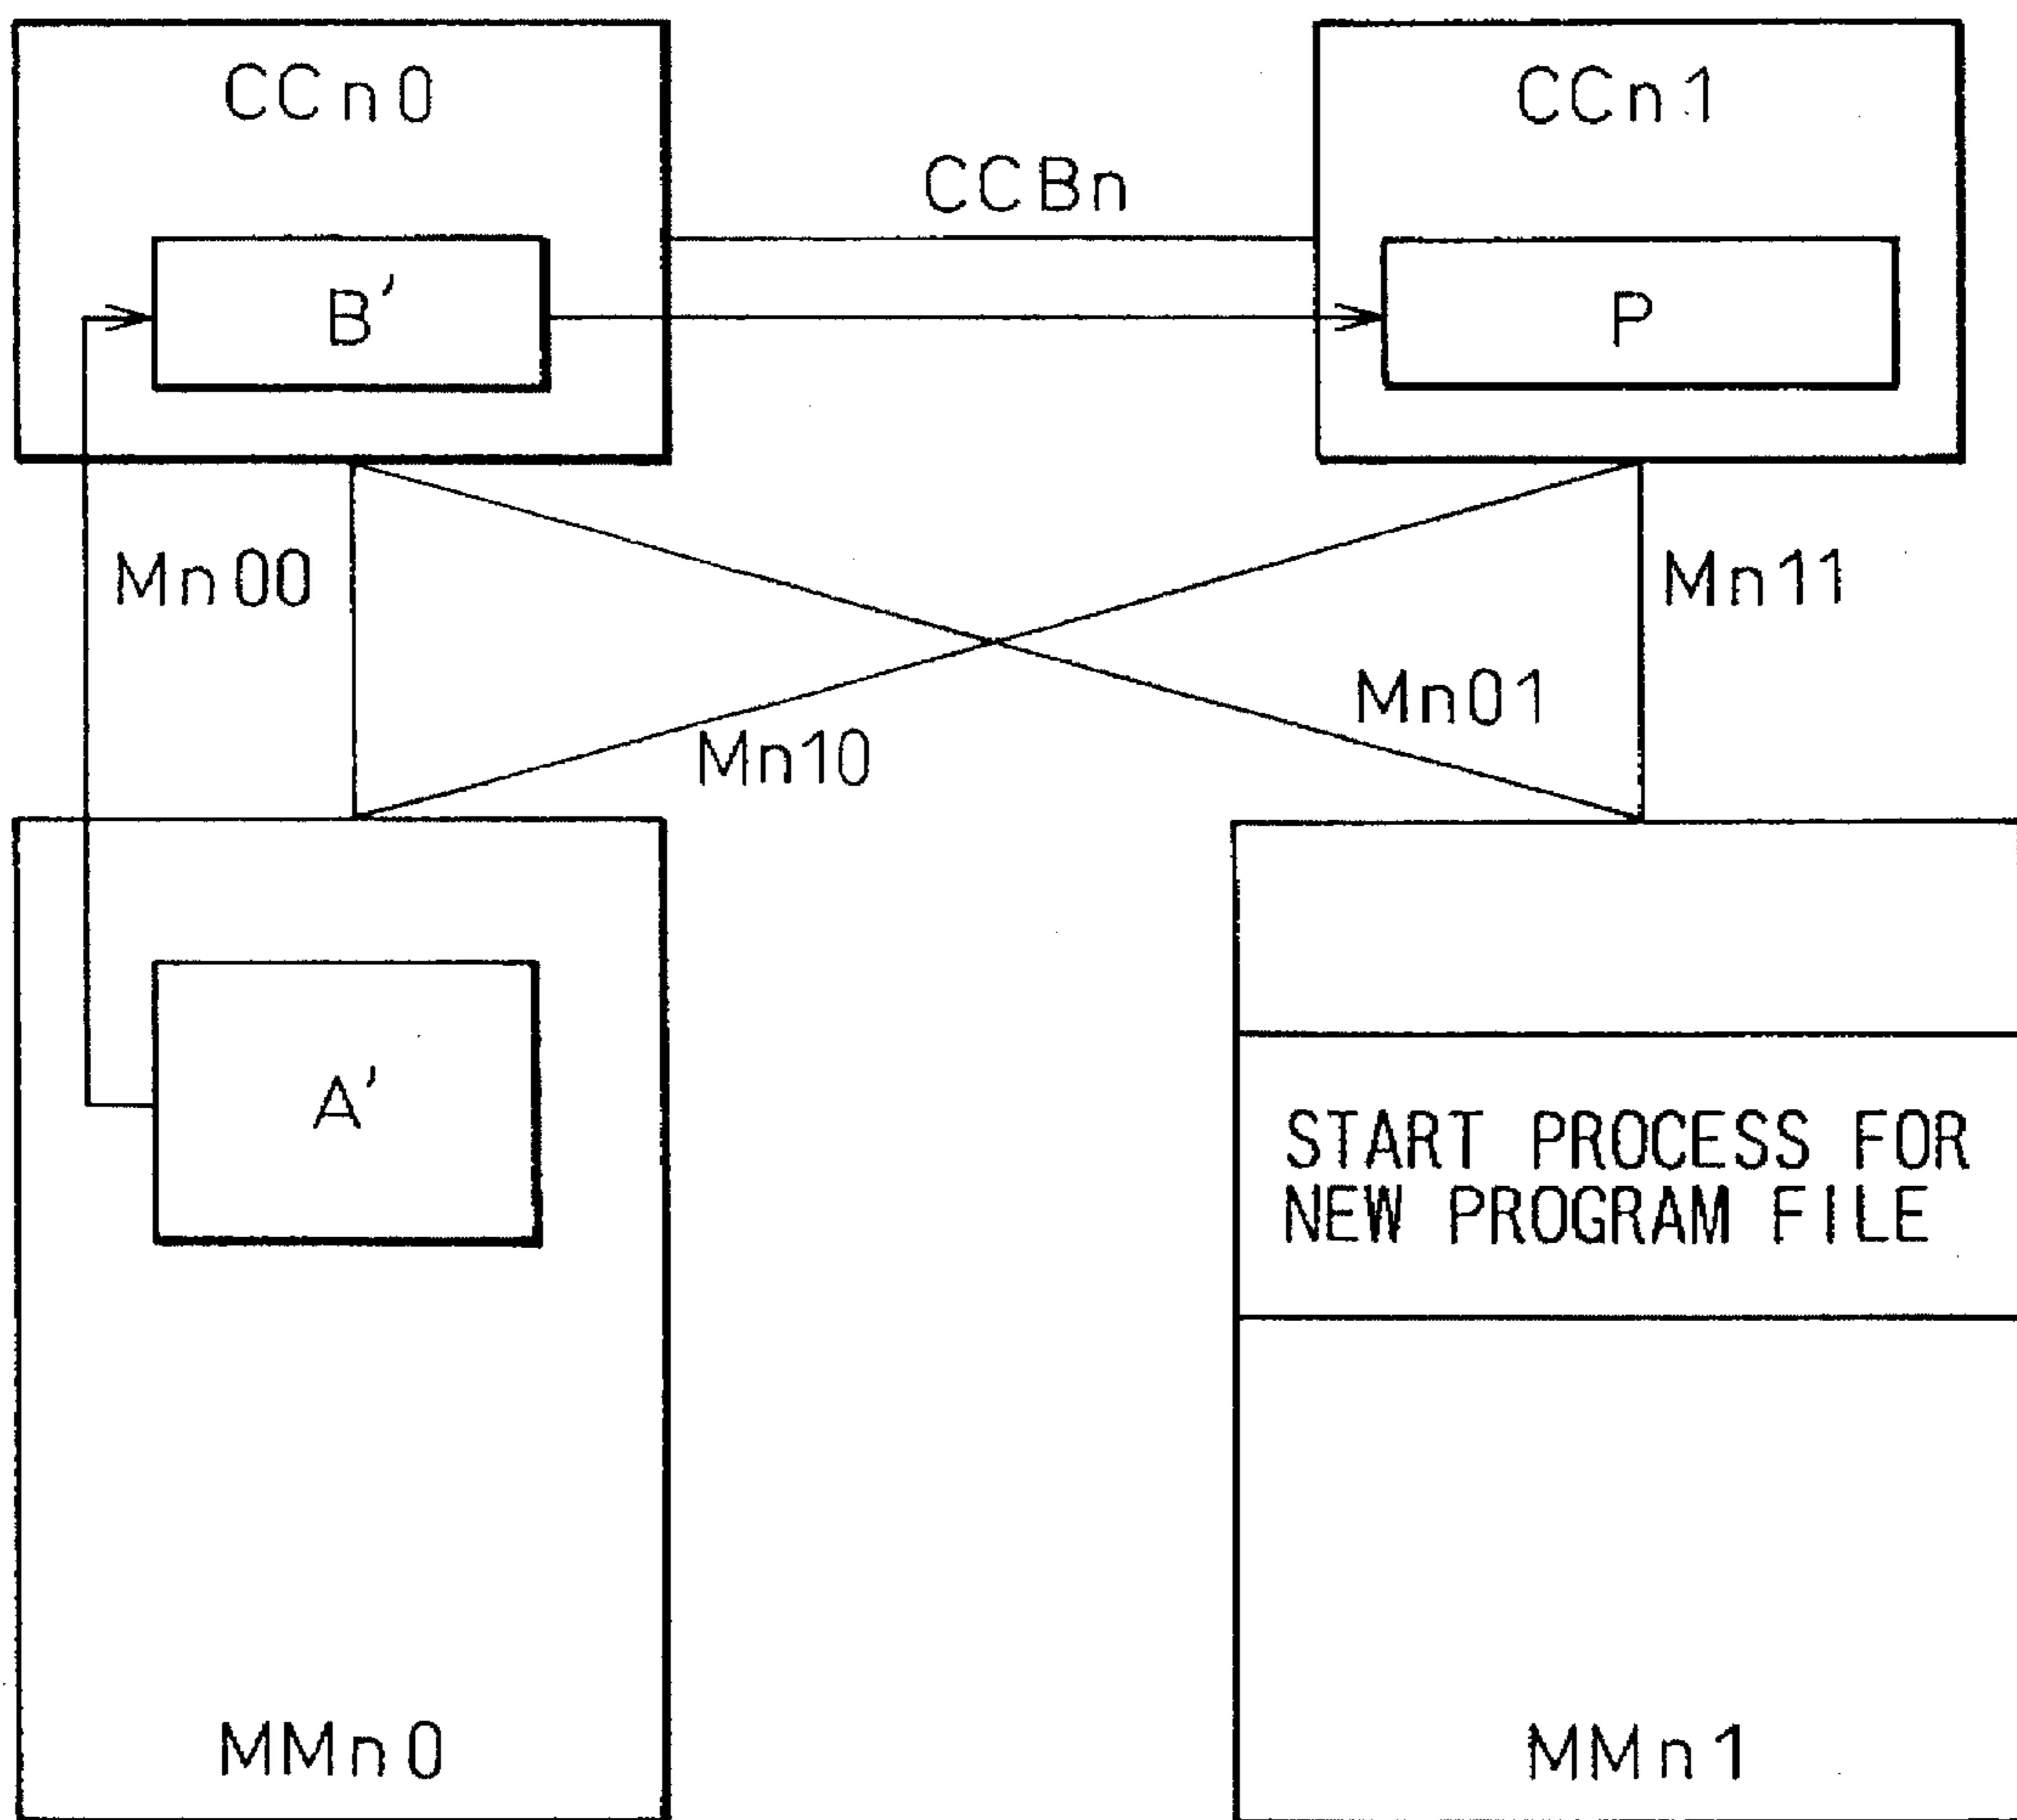 CCn0
CCn1
CCBn
B'
P
Mn00
Mn11
Mn01
Mn10
A'
START PROCESS FOR
NEW PROGRAM FILE
MMn0
MMn1